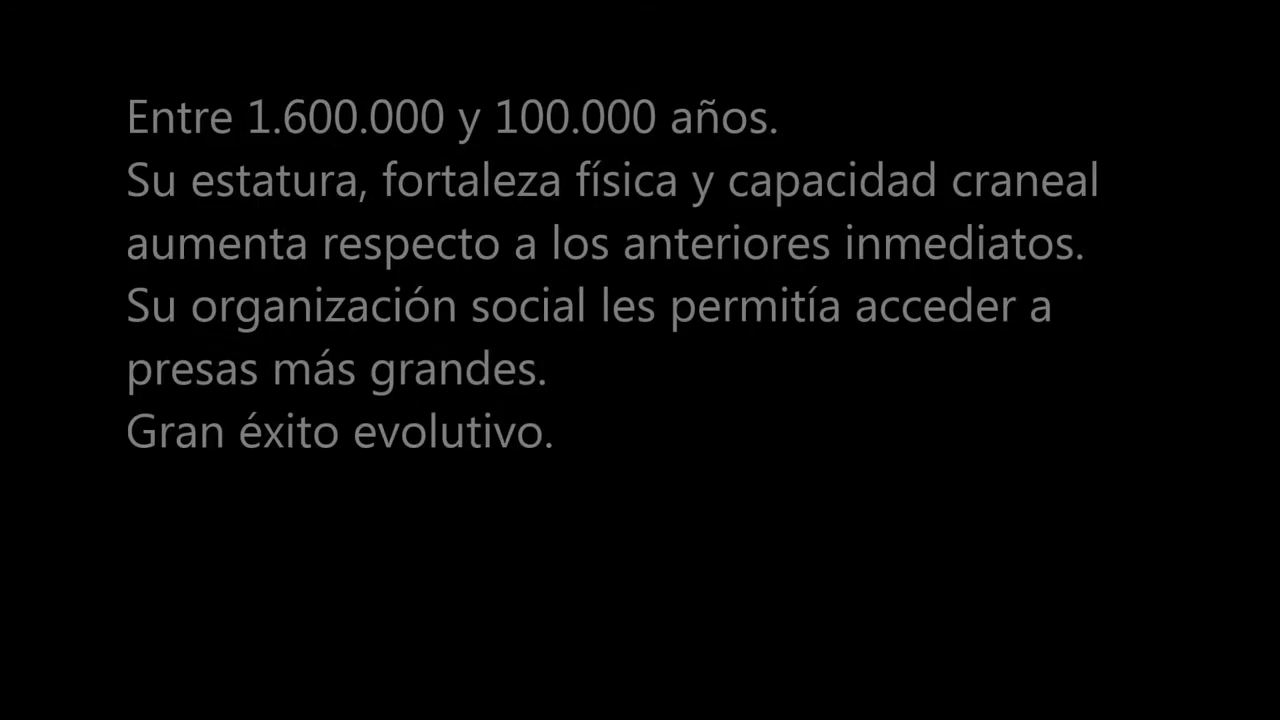 Entre 1.600.000 y 100.000 años.
Su estatura, fortaleza física y capacidad craneal
aumenta respecto a los anteriores inmediatos.
Su organización social les permitía acceder a
presas más grandes.
Gran éxito evolutivo.